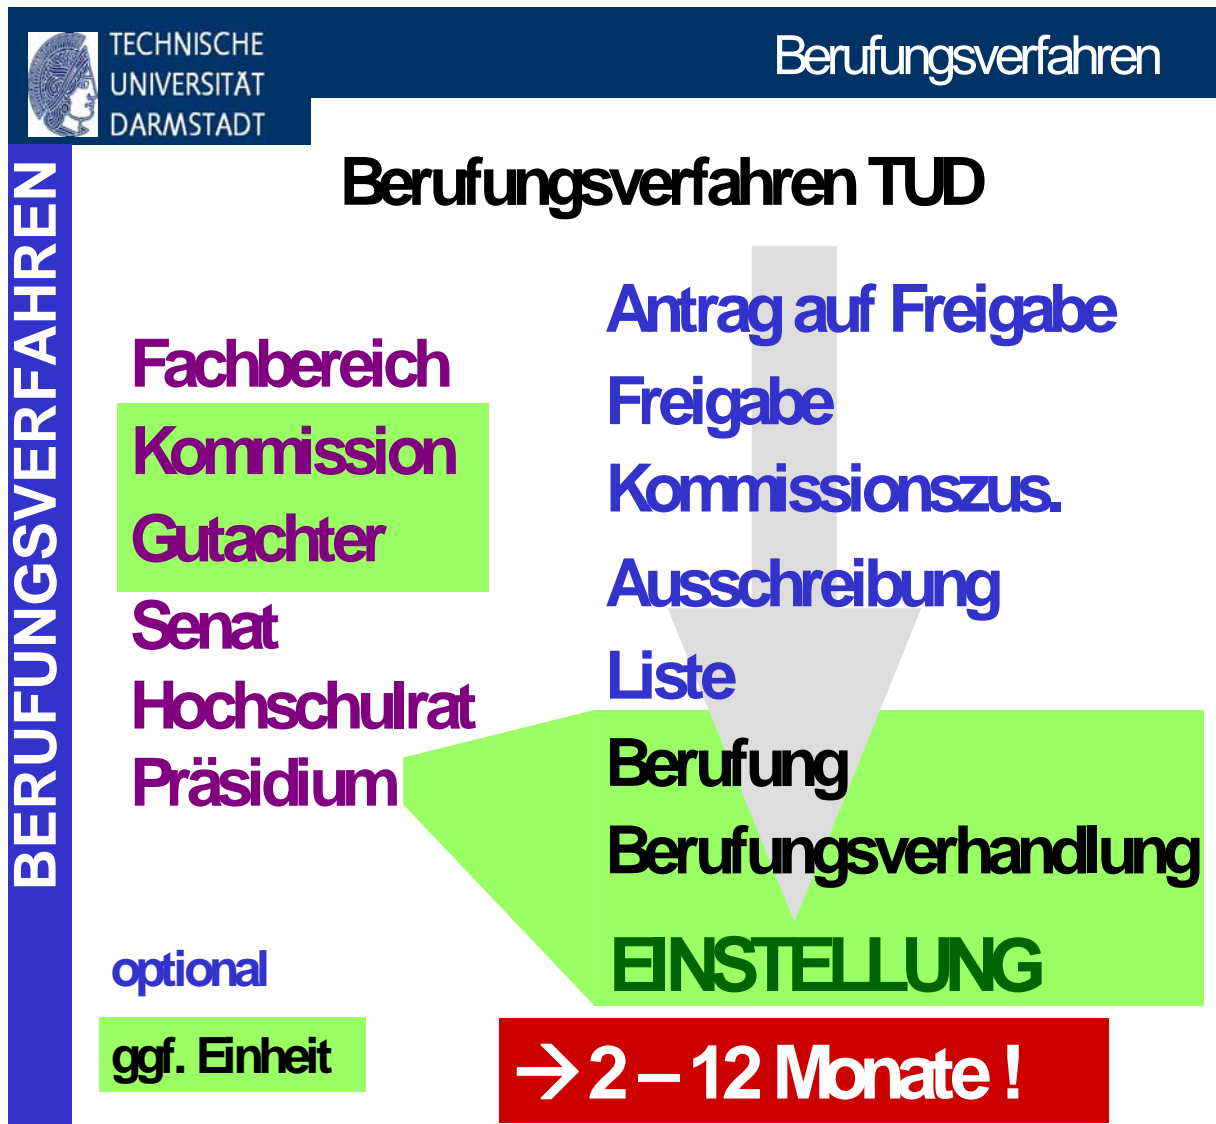 TECHNISCHE
UNIVERSITÄT
DARMSTADT
Berufungsverfahren
BERUFUNGSVERFAHREN
Berufungsverfahren TUD
Fachbereich
Kommission
Gutachter
Senat
Hochschulrat
Präsidium
Antrag auf Freigabe
Freigabe
Kommissionszus.
Ausschreibung
Liste
Berufung
Berufungsverhandlung
EINSTELLUNG
optional
ggf. Einheit
→ 2 – 12 Monate !